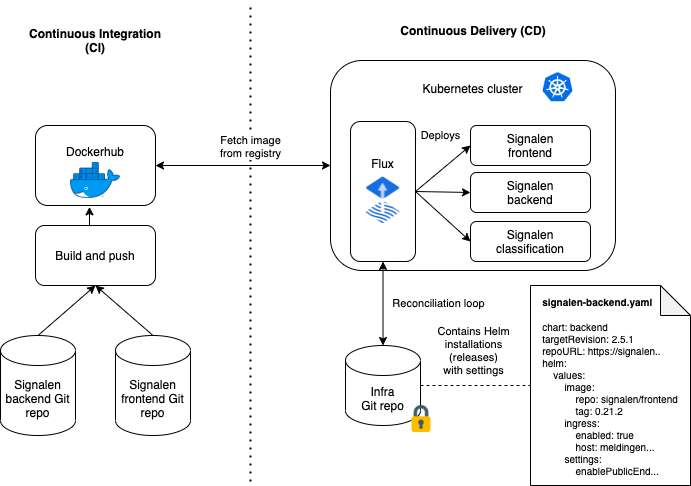 Continuous Integration
(CI)
Continuous Delivery (CD)
Kubernetes cluster
Dockerhub
Fetch image
from registry
Flux
Deploys
Signalen
frontend
Signalen
backend
Signalen
classification
Build and push
Reconciliation loop
Signalen
backend Git
repo
Signalen
frontend Git
repo
Infra
Git repo
Contains Helm
installations
(releases)
with settings
signalen-backend.yaml
chart: backend
targetRevision: 2.5.1
repoURL: https://signalen..
helm:
values:
image:
repo: signalen/frontend
tag: 0.21.2
ingress:
enabled: true
host: meldingen...
settings:
enablePublicEnd...